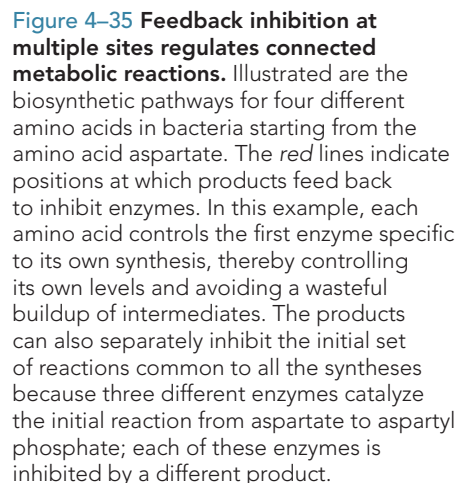 Figure 4–35 Feedback inhibition at
multiple sites regulates connected
metabolic reactions. Illustrated are the
biosynthetic pathways for four different
amino acids in bacteria starting from the
amino acid aspartate. The red lines indicate
positions at which products feed back
to inhibit enzymes. In this example, each
amino acid controls the first enzyme specific
to its own synthesis, thereby controlling
its own levels and avoiding a wasteful
buildup of intermediates. The products
can also separately inhibit the initial set
of reactions common to all the syntheses
because three different enzymes catalyze
the initial reaction from aspartate to aspartyl
phosphate; each of these enzymes is
inhibited by a different product.